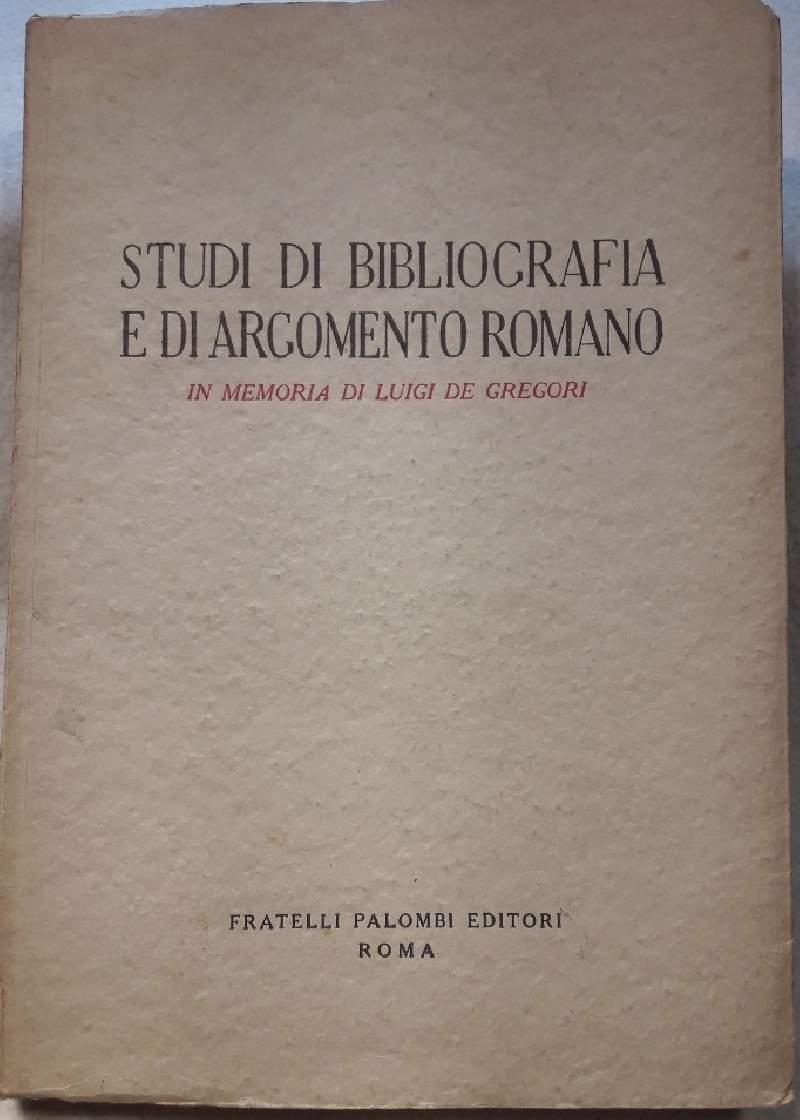 STUDI DI BIBLIOGRAFIA
E DI ARGOMENTO ROMANO
IN MEMORIA DI LUIGI DE GREGORI
FRATELLI PALOMBI EDITORI
ROMA